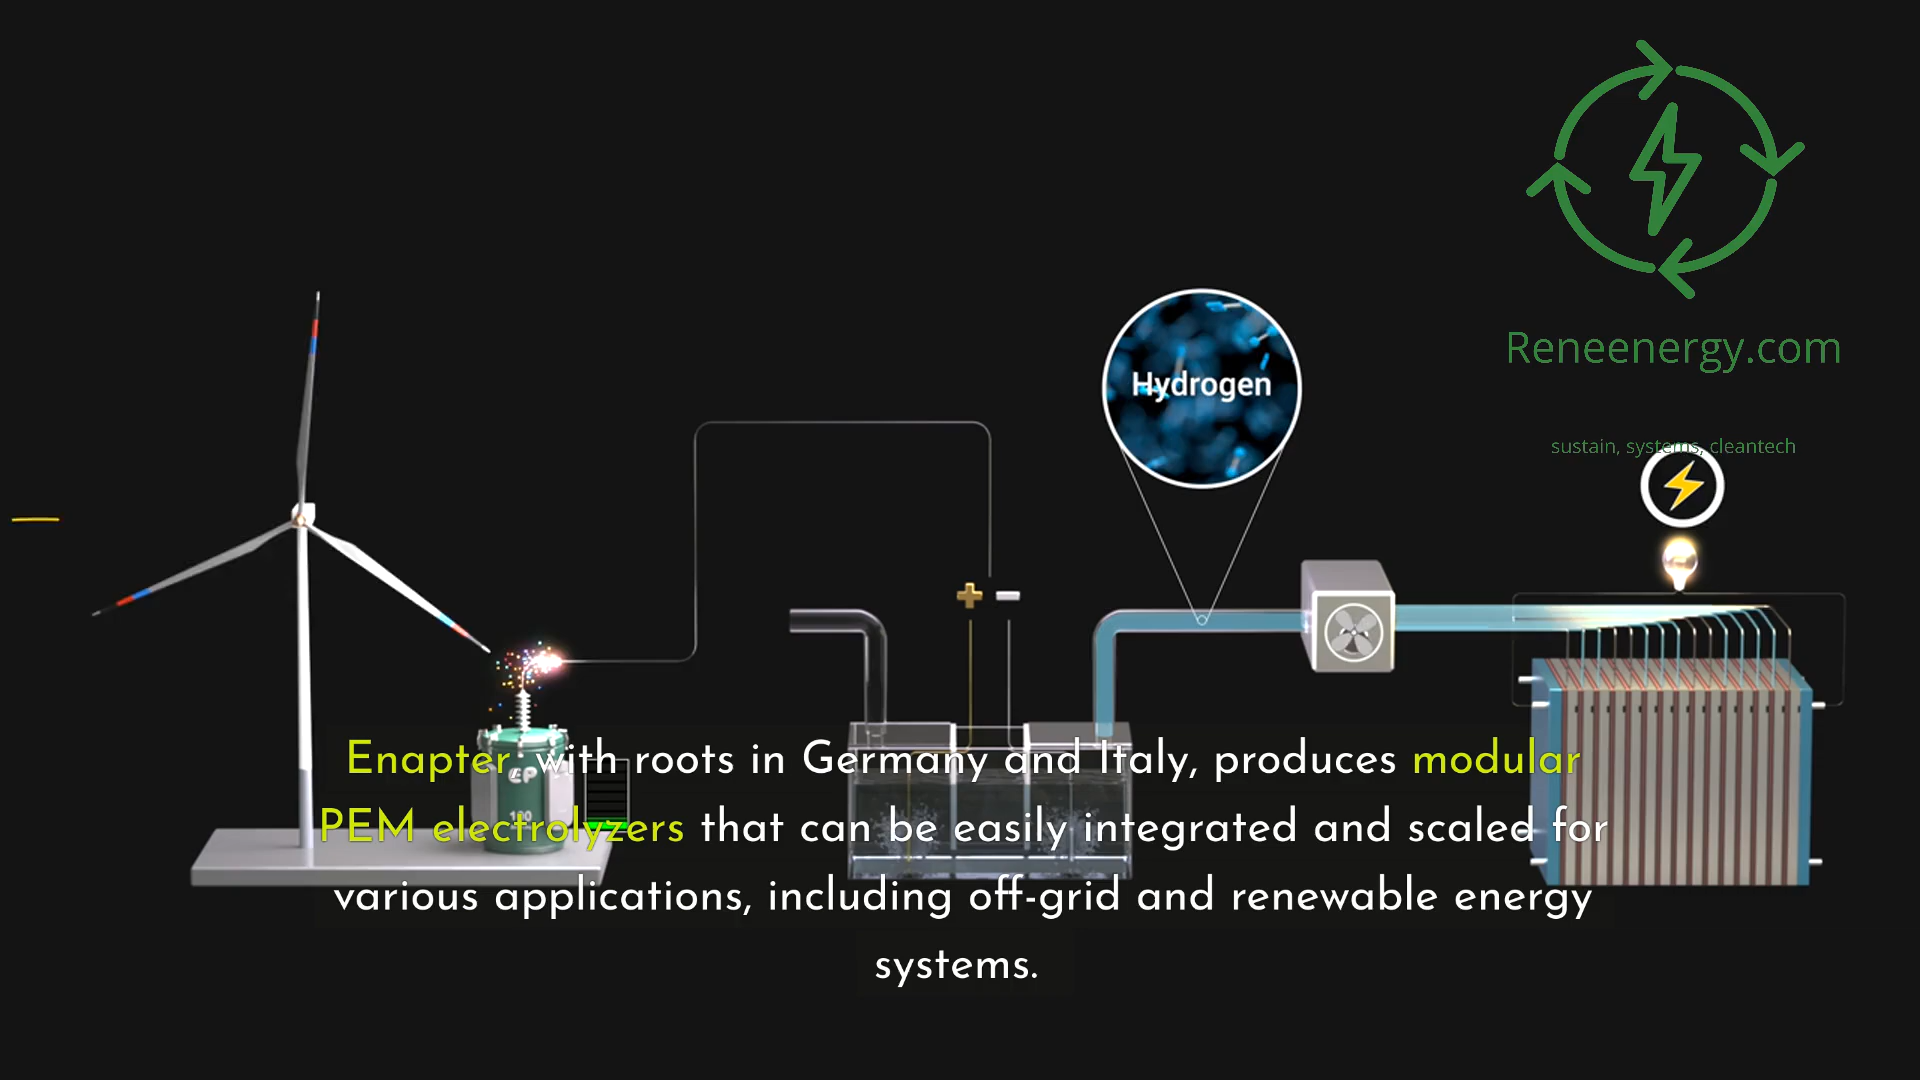 Reneenergy.com
sustain, systems, cleantech
Hydrogen
Enapter, with roots in Germany and Italy, produces modular
PEM electrolyzers that can be easily integrated and scaled for
various applications, including off-grid and renewable energy
systems.